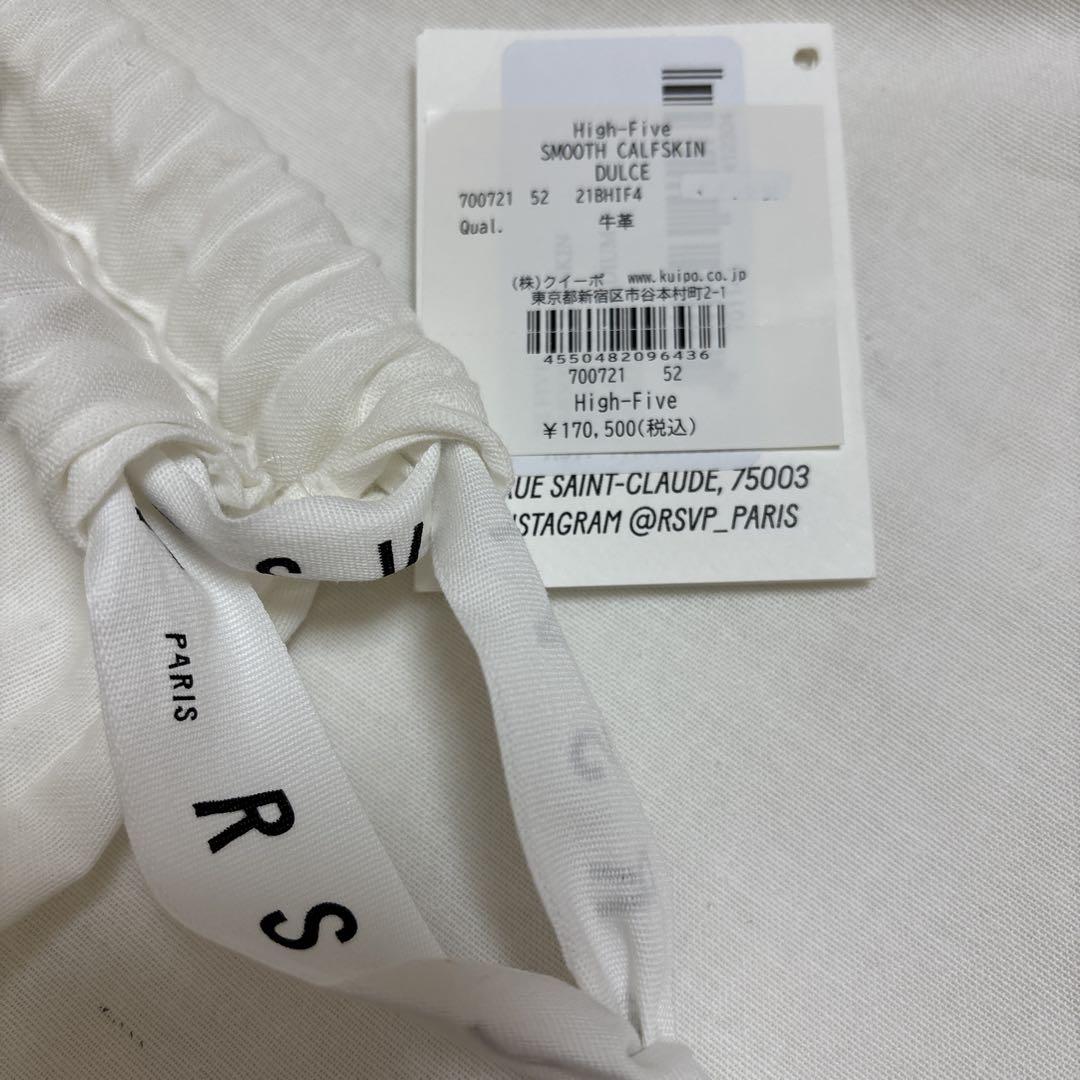 High-Five
SMOOTH CALFSKIN
DULCE
700721 52 21BHIF4
Qual. 牛革
(株)クイーポ www.kuipo.co.jp
東京都新宿区市谷本村町2-1
4550482096436
700721 52
High-Five
¥170,500(税込)
SAINT-CLAUDE, 75003
@RSVP_PARIS
PARIS
R S